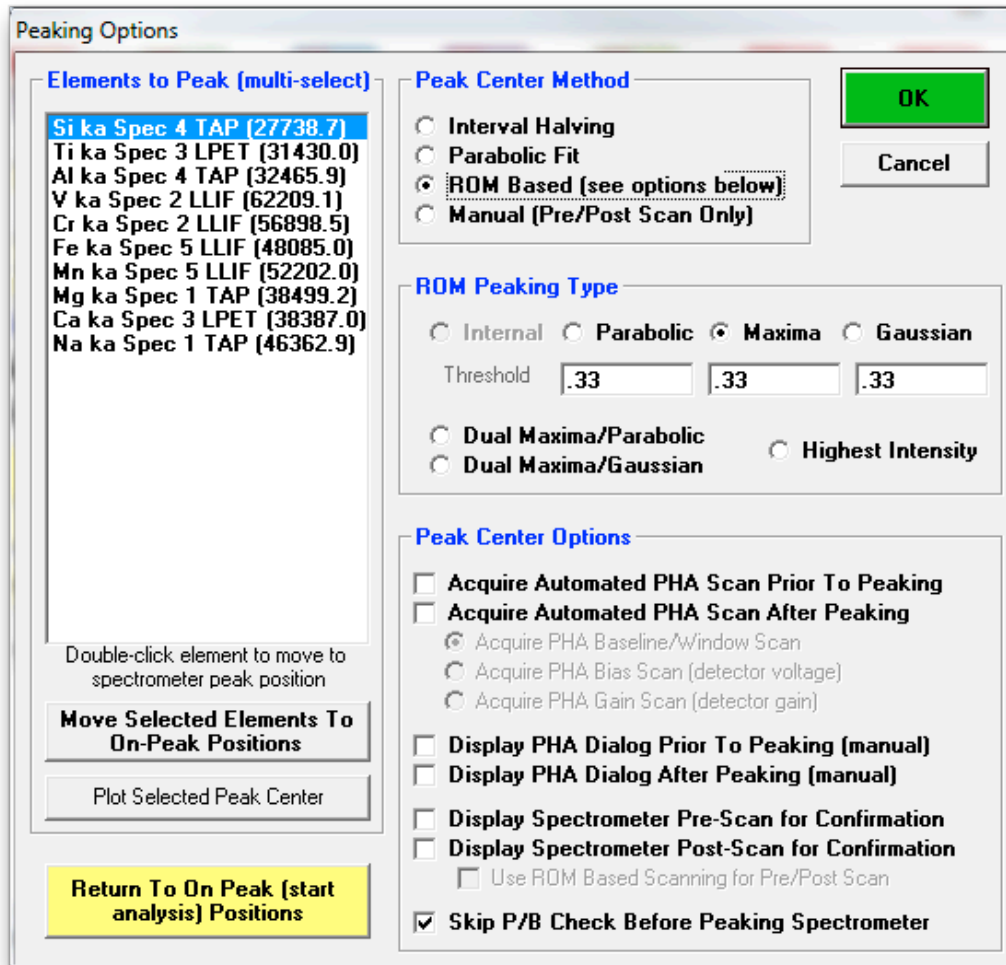 Peaking Options
Elements to Peak (multi-select)
Si ka Spec 4 TAP (27738.7)
Ti ka Spec 3 LPET (31430.0)
Al ka Spec 4 TAP (32465.9)
V ka Spec 2 LLIF (62209.1)
Cr ka Spec 2 LLIF (56898.5)
Fe ka Spec 5 LLIF (48085.0)
Mn ka Spec 5 LLIF (52202.0)
Mg ka Spec 1 TAP (38499.2)
Ca ka Spec 3 LPET (38387.0)
Na ka Spec 1 TAP (46362.9)
Double-click element to move to
spectrometer peak position
Move Selected Elements To
On-Peak Positions
Plot Selected Peak Center
Return To On Peak (start
analysis) Positions
Peak Center Method
Interval Halving
Parabolic Fit
ROM Based (see options below)
Manual (Pre/Post Scan Only)
OK
Cancel
ROM Peaking Type
Internal Parabolic Maxima Gaussian
Threshold .33 .33 .33
Dual Maxima/Parabolic
Dual Maxima/Gaussian
Highest Intensity
Peak Center Options
Acquire Automated PHA Scan Prior To Peaking
Acquire Automated PHA Scan After Peaking
Acquire PHA Baseline/Window Scan
Acquire PHA Bias Scan (detector voltage)
Acquire PHA Gain Scan (detector gain)
Display PHA Dialog Prior To Peaking (manual)
Display PHA Dialog After Peaking (manual)
Display Spectrometer Pre-Scan for Confirmation
Display Spectrometer Post-Scan for Confirmation
Use ROM Based Scanning for Pre/Post Scan
Skip P/B Check Before Peaking Spectrometer